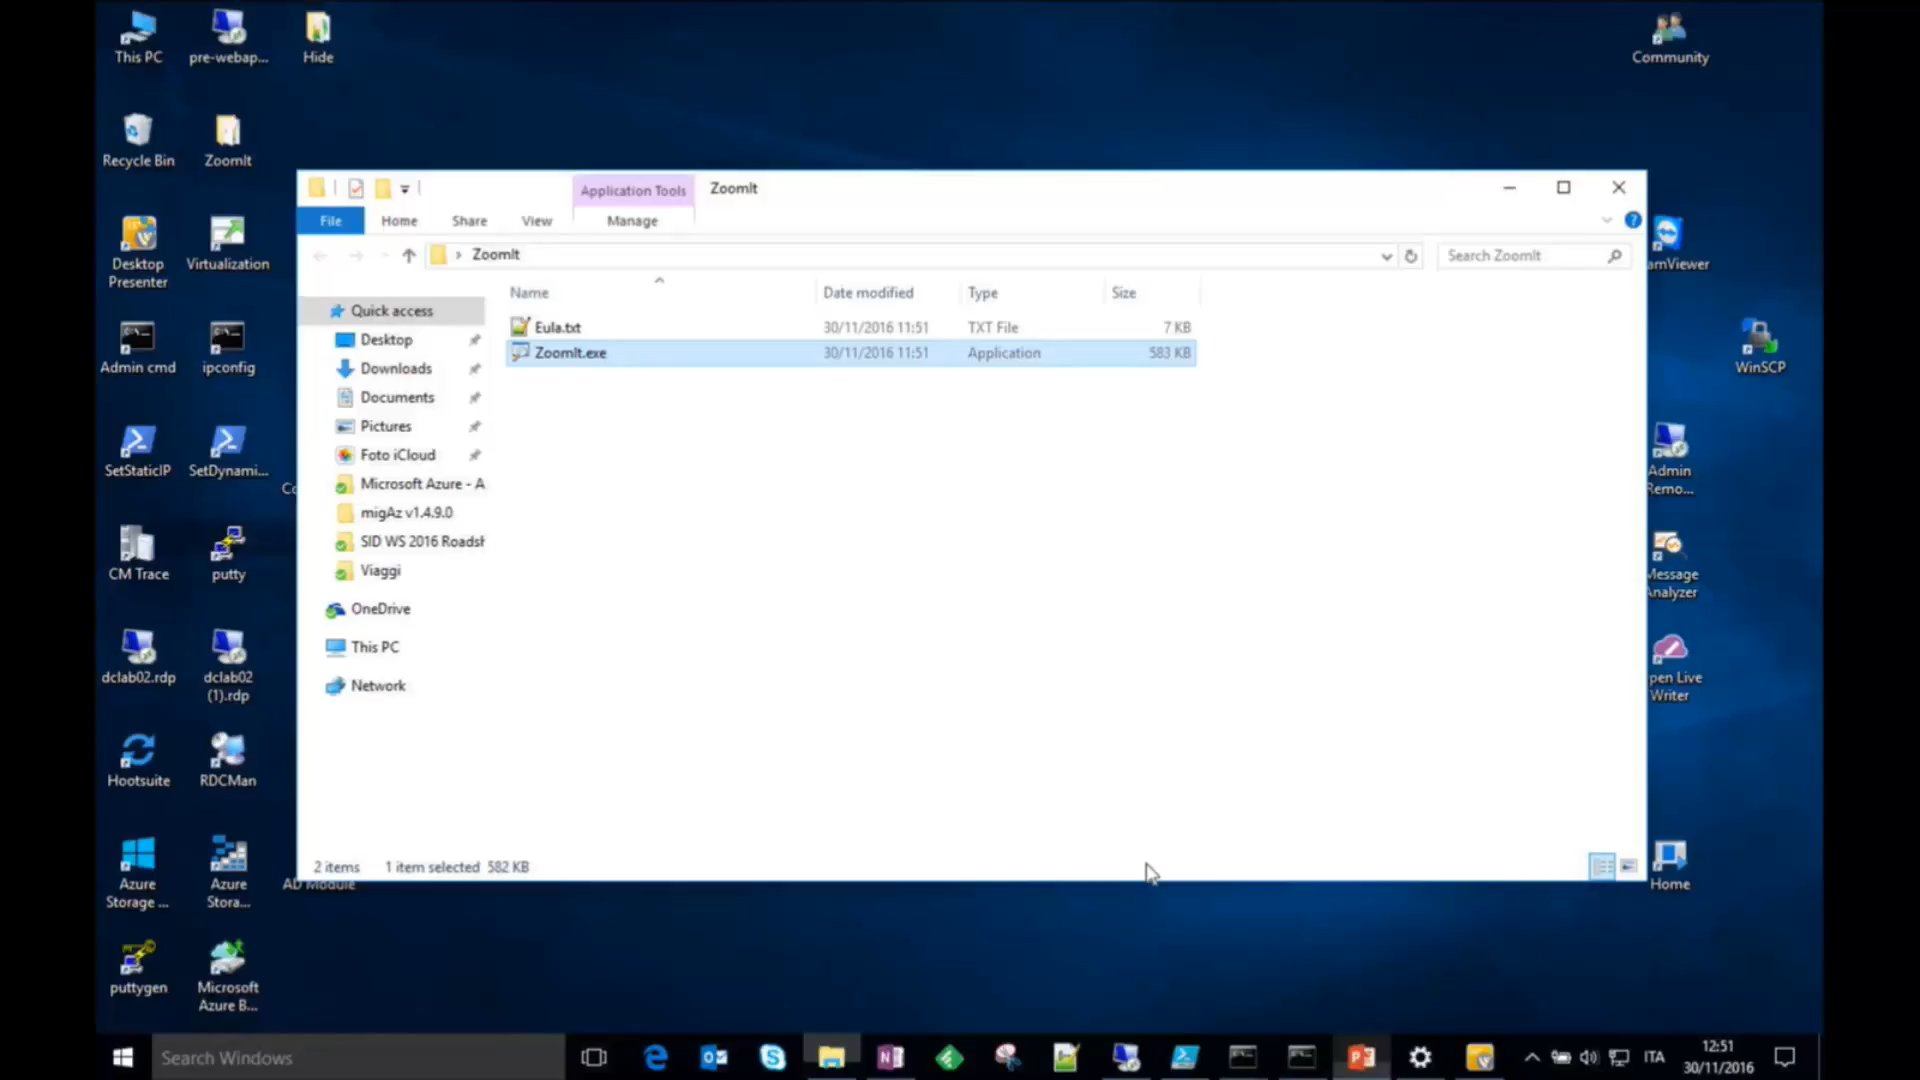 This PC
pre-webap...
Hide
Community
Recycle Bin
ZoomIt
Application Tools
ZoomIt
File
Home
Share
View
Manage
ZoomIt
Search ZoomIt
Name
Date modified
Type
Size
Quick access
Eula.txt
30/11/2016 11:51
TXT File
7 KB
Desktop
ZoomIt.exe
30/11/2016 11:51
Application
583 KB
Downloads
Documents
Pictures
Foto iCloud
Microsoft Azure - A
migAz v1.4.9.0
SID WS 2016 Roadsh
Viaggi
OneDrive
This PC
Network
2 items
1 item selected 582 KB
Desktop
Presenter
Virtualization
Admin cmd
ipconfig
SetStaticIP
SetDynami...
Co
CM Trace
putty
dclab02.rdp
dclab02
(1).rdp
Hootsuite
RDCMan
Azure
Storage ...
Azure
Stora...
AD Module
puttygen
Microsoft
Azure B...
amViewer
WinSCP
Admin
Remo...
Message
Analyzer
pen Live
Writer
Home
Search Windows
ITA
12:51
30/11/2016